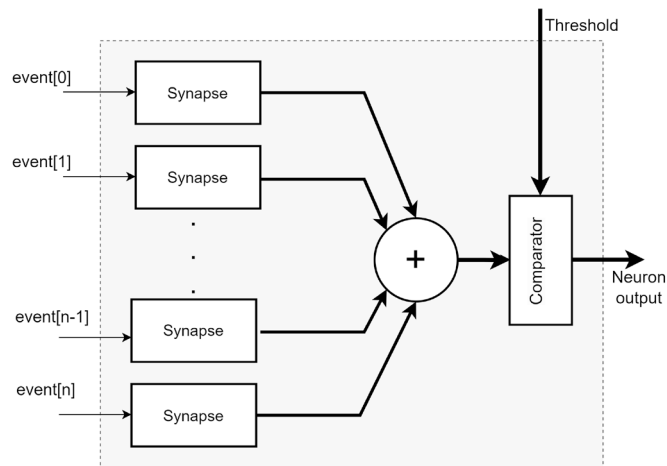 Threshold
event[0]
Synapse
event[1]
Synapse
.
.
.
+
Comparator
Neuron
output
event[n-1]
Synapse
event[n]
Synapse